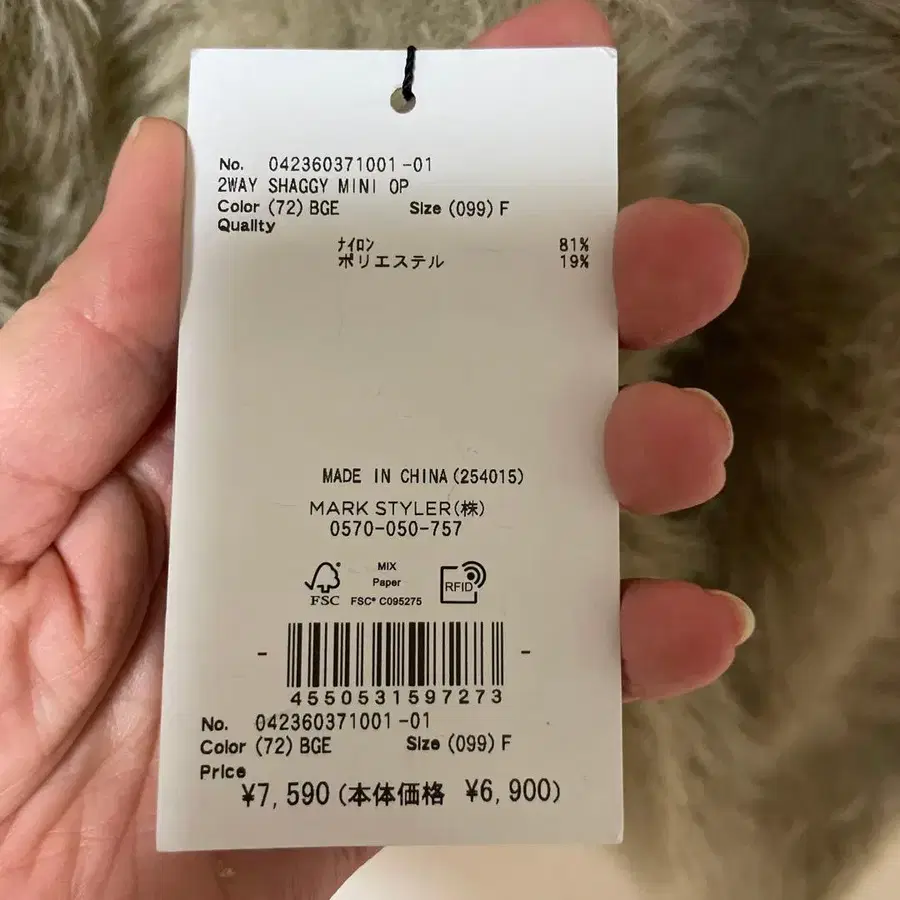 No. 042360371001-01
2WAY SHAGGY MINI OP
Color (72) BGE Size (099) F
Quality
ナイロン 81%
ポリエステル 19%
MADE IN CHINA (254015)
MARK STYLER(株)
0570-050-757
MIX
Paper
FSC FSC® C095275
RFID
- -
4550531597273
No. 042360371001-01
Color (72) BGE Size (099) F
Price
¥7,590 (本体価格 ¥6,900)